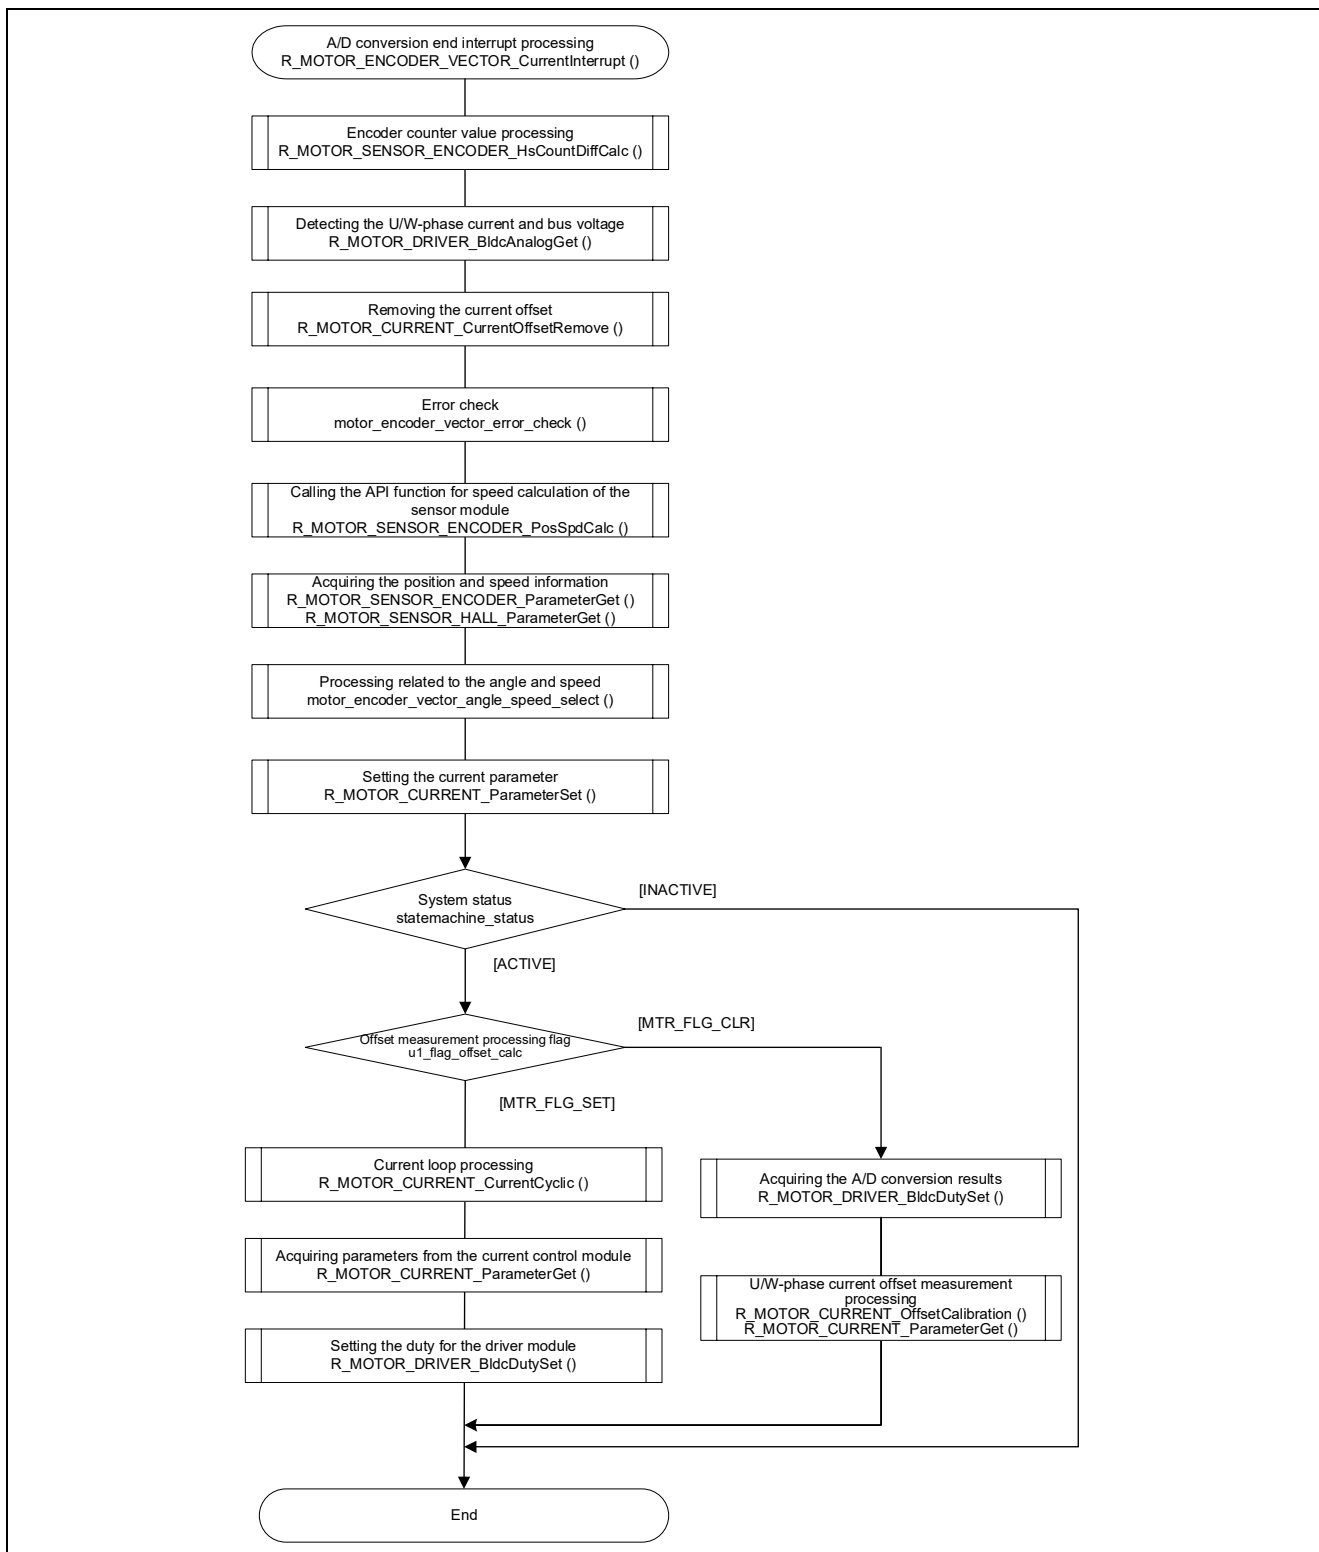 A/D conversion end interrupt processing
R_MOTOR_ENCODER_VECTOR_CurrentInterrupt ()
Encoder counter value processing
R_MOTOR_SENSOR_ENCODER_HsCountDiffCalc ()
Detecting the U/W-phase current and bus voltage
R_MOTOR_DRIVER_BldcAnalogGet ()
Removing the current offset
R_MOTOR_CURRENT_CurrentOffsetRemove ()
Error check
motor_encoder_vector_error_check ()
Calling the API function for speed calculation of the
sensor module
R_MOTOR_SENSOR_ENCODER_PosSpdCalc ()
Acquiring the position and speed information
R_MOTOR_SENSOR_ENCODER_ParameterGet ()
R_MOTOR_SENSOR_HALL_ParameterGet ()
Processing related to the angle and speed
motor_encoder_vector_angle_speed_select ()
Setting the current parameter
R_MOTOR_CURRENT_ParameterSet ()
System status
statemachine_status
[INACTIVE]
[ACTIVE]
Offset measurement processing flag
u1_flag_offset_calc
[MTR_FLG_CLR]
[MTR_FLG_SET]
Current loop processing
R_MOTOR_CURRENT_CurrentCyclic ()
Acquiring parameters from the current control module
R_MOTOR_CURRENT_ParameterGet ()
Setting the duty for the driver module
R_MOTOR_DRIVER_BldcDutySet ()
Acquiring the A/D conversion results
R_MOTOR_DRIVER_BldcDutySet ()
U/W-phase current offset measurement
processing
R_MOTOR_CURRENT_OffsetCalibration ()
R_MOTOR_CURRENT_ParameterGet ()
End